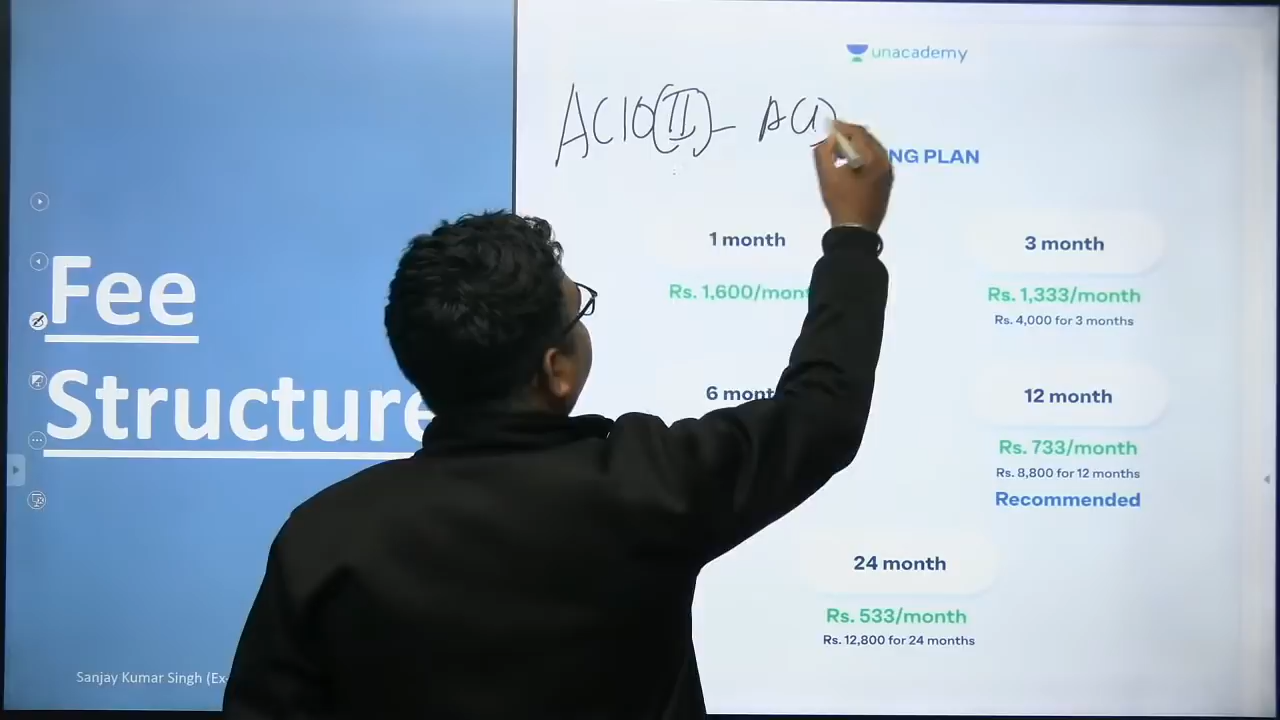 unacademy
ACIO(II)-
NG PLAN
1 month
3 month
Rs. 1,600/mont
Rs. 1,333/month
Rs. 4,000 for 3 months
Fee
Structure
6 mont
12 month
Rs. 733/month
Rs. 8,800 for 12 months
Recommended
24 month
Rs. 533/month
Rs. 12,800 for 24 months
Sanjay Kumar Singh (Ex-